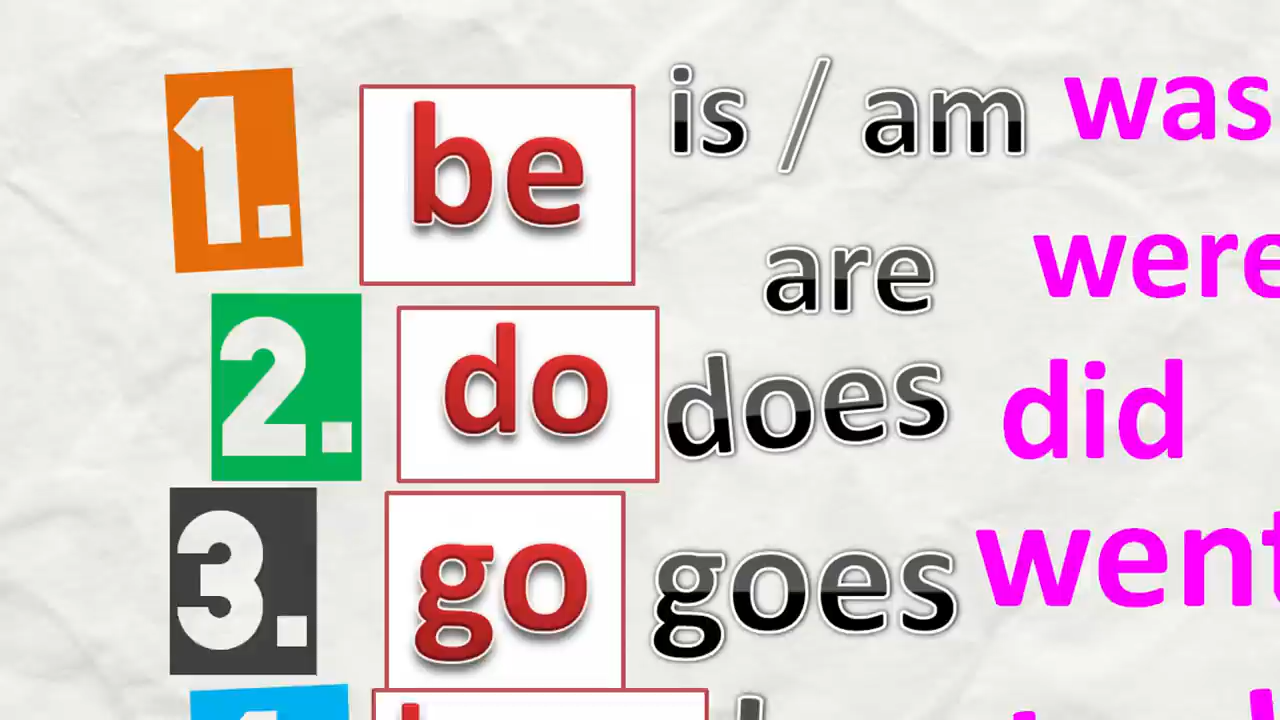 1. be is / am was
are were
2. do does did
3. go goes went